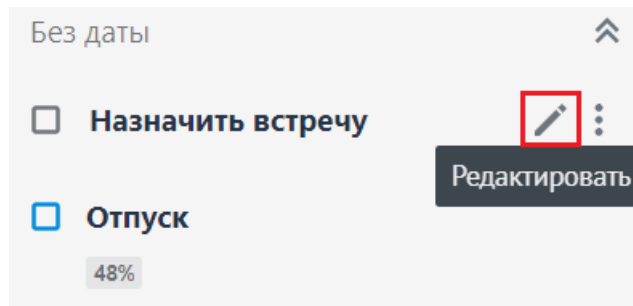 Без даты
Назначить встречу
Редактировать
Отпуск
48%